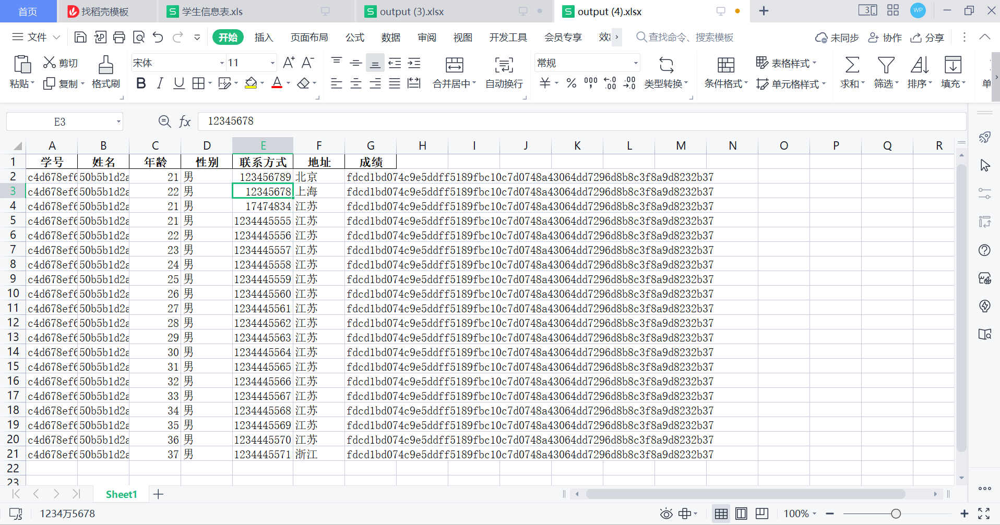 首页 找稻壳模板 学生信息表.xls output (3).xlsx output (4).xlsx
文件 开始 插入 页面布局 公式 数据 审阅 视图 开发工具 会员专享 查找命令、搜索模板 未同步 协作 分享
剪切 宋体 11 常规 表格样式
粘贴 复制 格式刷 合并居中 自动换行 类型转换 条件格式 单元格样式 求和 筛选 排序 填充 单
E3 fx 12345678
A B C D E F G H I J K L M N O P Q R
1 学号 姓名 年龄 性别 联系方式 地址 成绩
2 c4d678ef6 50b5b1d2a 21 男 123456789 北京 fdcd1bd074c9e5ddff5189fbc10c7d0748a43064dd7296d8b8c3f8a9d8232b37
3 c4d678ef6 50b5b1d2a 22 男 12345678 上海 fdcd1bd074c9e5ddff5189fbc10c7d0748a43064dd7296d8b8c3f8a9d8232b37
4 c4d678ef6 50b5b1d2a 21 男 17474834 江苏 fdcd1bd074c9e5ddff5189fbc10c7d0748a43064dd7296d8b8c3f8a9d8232b37
5 c4d678ef6 50b5b1d2a 21 男 1234445555 江苏 fdcd1bd074c9e5ddff5189fbc10c7d0748a43064dd7296d8b8c3f8a9d8232b37
6 c4d678ef6 50b5b1d2a 22 男 1234445556 江苏 fdcd1bd074c9e5ddff5189fbc10c7d0748a43064dd7296d8b8c3f8a9d8232b37
7 c4d678ef6 50b5b1d2a 23 男 1234445557 江苏 fdcd1bd074c9e5ddff5189fbc10c7d0748a43064dd7296d8b8c3f8a9d8232b37
8 c4d678ef6 50b5b1d2a 24 男 1234445558 江苏 fdcd1bd074c9e5ddff5189fbc10c7d0748a43064dd7296d8b8c3f8a9d8232b37
9 c4d678ef6 50b5b1d2a 25 男 1234445559 江苏 fdcd1bd074c9e5ddff5189fbc10c7d0748a43064dd7296d8b8c3f8a9d8232b37
10 c4d678ef6 50b5b1d2a 26 男 1234445560 江苏 fdcd1bd074c9e5ddff5189fbc10c7d0748a43064dd7296d8b8c3f8a9d8232b37
11 c4d678ef6 50b5b1d2a 27 男 1234445561 江苏 fdcd1bd074c9e5ddff5189fbc10c7d0748a43064dd7296d8b8c3f8a9d8232b37
12 c4d678ef6 50b5b1d2a 28 男 1234445562 江苏 fdcd1bd074c9e5ddff5189fbc10c7d0748a43064dd7296d8b8c3f8a9d8232b37
13 c4d678ef6 50b5b1d2a 29 男 1234445563 江苏 fdcd1bd074c9e5ddff5189fbc10c7d0748a43064dd7296d8b8c3f8a9d8232b37
14 c4d678ef6 50b5b1d2a 30 男 1234445564 江苏 fdcd1bd074c9e5ddff5189fbc10c7d0748a43064dd7296d8b8c3f8a9d8232b37
15 c4d678ef6 50b5b1d2a 31 男 1234445565 江苏 fdcd1bd074c9e5ddff5189fbc10c7d0748a43064dd7296d8b8c3f8a9d8232b37
16 c4d678ef6 50b5b1d2a 32 男 1234445566 江苏 fdcd1bd074c9e5ddff5189fbc10c7d0748a43064dd7296d8b8c3f8a9d8232b37
17 c4d678ef6 50b5b1d2a 33 男 1234445567 江苏 fdcd1bd074c9e5ddff5189fbc10c7d0748a43064dd7296d8b8c3f8a9d8232b37
18 c4d678ef6 50b5b1d2a 34 男 1234445568 江苏 fdcd1bd074c9e5ddff5189fbc10c7d0748a43064dd7296d8b8c3f8a9d8232b37
19 c4d678ef6 50b5b1d2a 35 男 1234445569 江苏 fdcd1bd074c9e5ddff5189fbc10c7d0748a43064dd7296d8b8c3f8a9d8232b37
20 c4d678ef6 50b5b1d2a 36 男 1234445570 江苏 fdcd1bd074c9e5ddff5189fbc10c7d0748a43064dd7296d8b8c3f8a9d8232b37
21 c4d678ef6 50b5b1d2a 37 男 1234445571 浙江 fdcd1bd074c9e5ddff5189fbc10c7d0748a43064dd7296d8b8c3f8a9d8232b37
22
23
Sheet1
1234万5678 100%